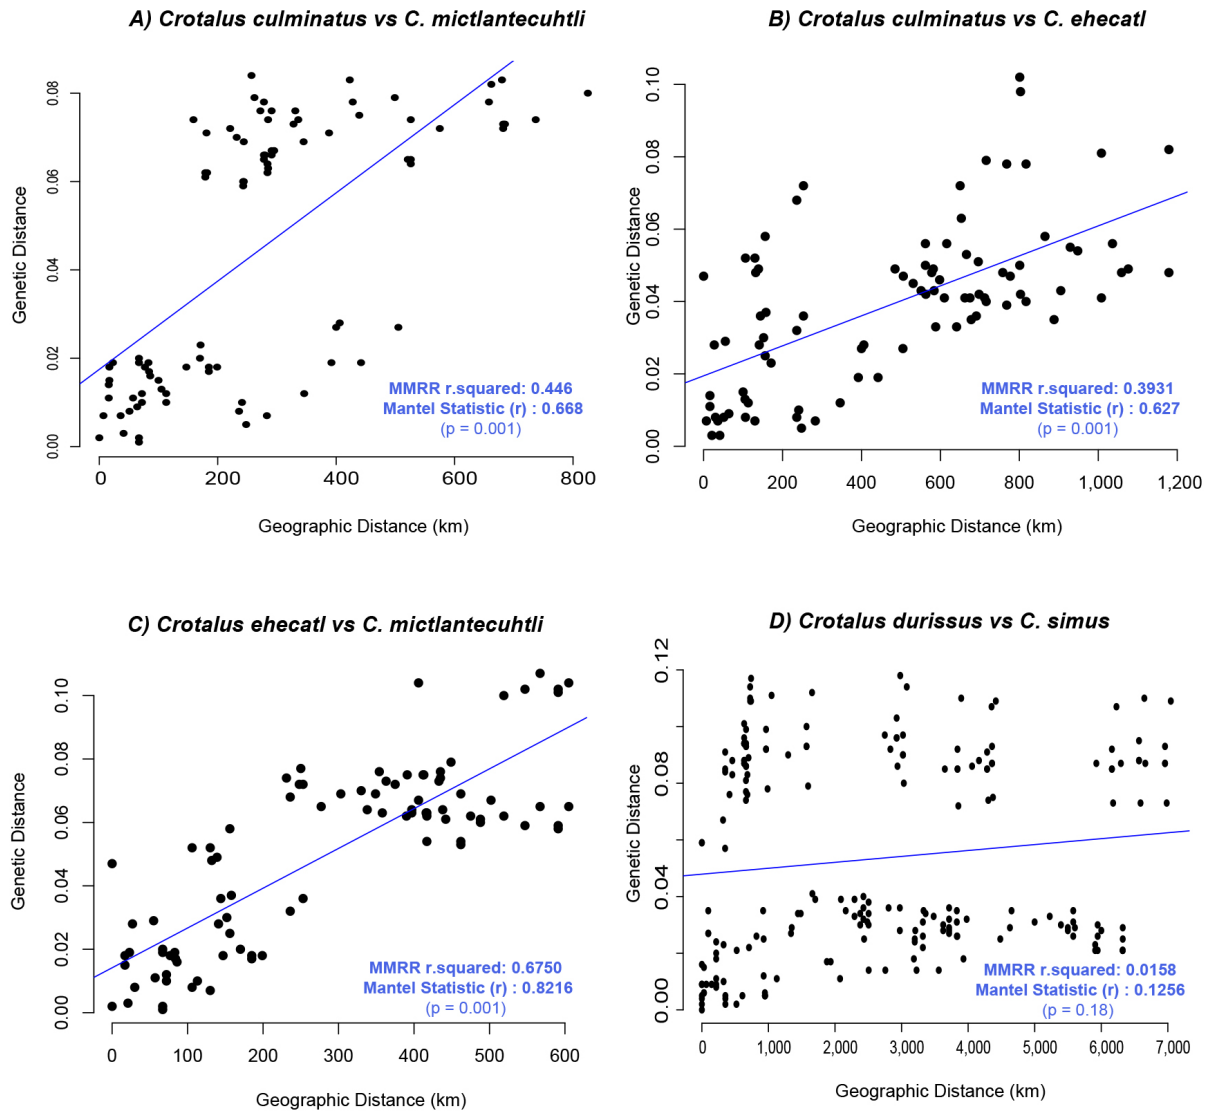 A) Crotalus culminatus vs C. mictlantecuhtli
Genetic Distance
0.08
0.06
0.04
0.02
0.00
MMRR r.squared: 0.446
Mantel Statistic (r) : 0.668
(p = 0.001)
0 200 400 600 800
Geographic Distance (km)
B) Crotalus culminatus vs C. ehecatl
Genetic Distance
0.10
0.08
0.06
0.04
0.02
0.00
MMRR r.squared: 0.3931
Mantel Statistic (r) : 0.627
(p = 0.001)
0 200 400 600 800 1,000 1,200
Geographic Distance (km)
C) Crotalus ehecatl vs C. mictlantecuhtli
Genetic Distance
0.10
0.08
0.06
0.04
0.02
0.00
MMRR r.squared: 0.6750
Mantel Statistic (r) : 0.8216
(p = 0.001)
0 100 200 300 400 500 600
Geographic Distance (km)
D) Crotalus durissus vs C. simus
Genetic Distance
0.12
0.08
0.04
0.00
MMRR r.squared: 0.0158
Mantel Statistic (r) : 0.1256
(p = 0.18)
0 1,000 2,000 3,000 4,000 5,000 6,000 7,000
Geographic Distance (km)